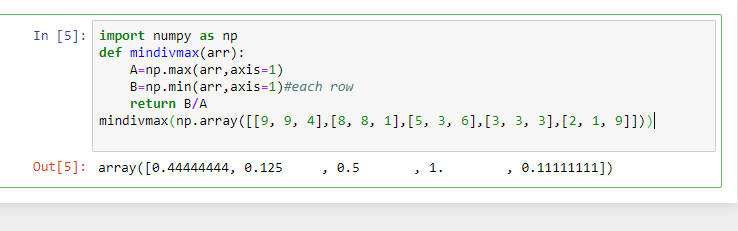 In [5]: import numpy as np
def mindivmax(arr):
    A=np.max(arr,axis=1)
    B=np.min(arr,axis=1)#each row
    return B/A
mindivmax(np.array([[9, 9, 4],[8, 8, 1],[5, 3, 6],[3, 3, 3],[2, 1, 9]]))
Out[5]: array([0.44444444, 0.125     , 0.5       , 1.        , 0.11111111])